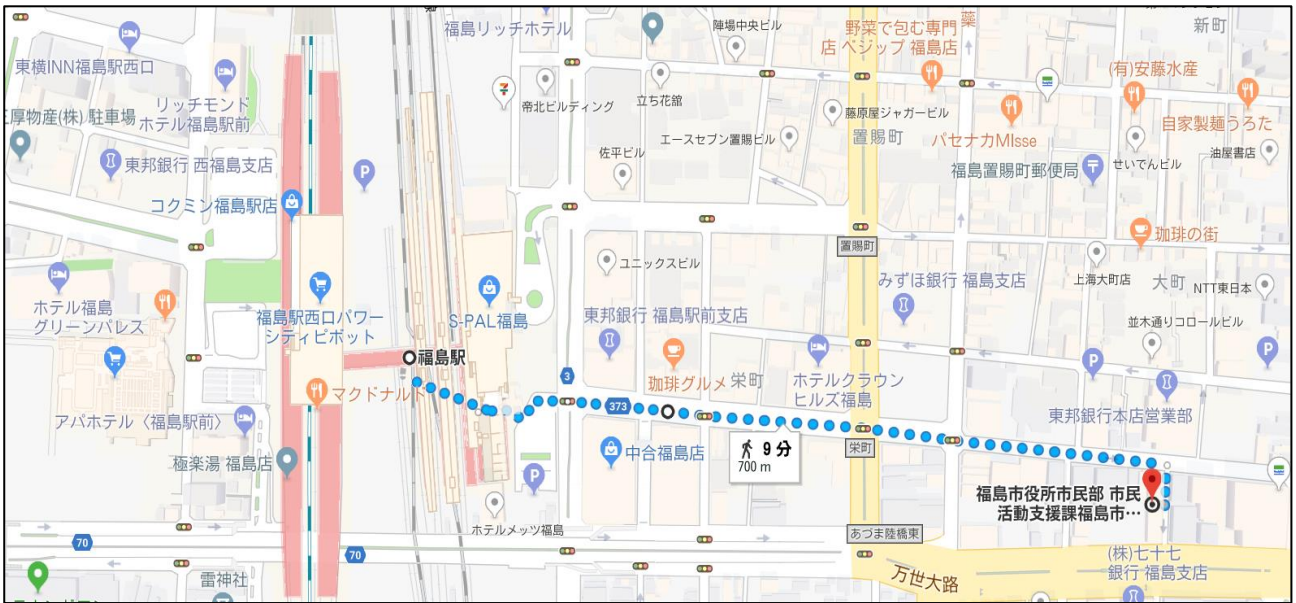 福島リッチホテル
陣場中央ビル
野菜で包む専門
店 ベジップ 福島店
薬
新町
東横INN福島駅西口
(有)安藤水産
リッチモンド
ホテル福島駅前
帝北ビルディング
立ち花舘
藤原屋ジャガービル
置賜町
パセナカMIsse
自家製麺うろた
厚物産(株) 駐車場
エースセブン置賜ビル
せいでんビル
油屋書店
佐平ビル
東邦銀行 西福島支店
P
福島置賜町郵便局
コクミン福島駅店
置賜町
珈琲の街
ユニックスビル
みずほ銀行 福島支店
上海大町店
大町
NTT東日本
ホテル福島
グリーンパレス
福島駅西口パワー
シティピボット
S-PAL福島
東邦銀行 福島駅前支店
並木通りコロールビル
福島駅
P
P
3
珈琲グルメ
栄町
ホテルクラウン
ヒルズ福島
マクドナルド
373
東邦銀行本店営業部
アパホテル〈福島駅前〉
中合福島店
9 分
700 m
栄町
極楽湯 福島店
P
福島市役所市民部 市民
活動支援課福島市…
ホテルメッツ福島
あづま陸橋東
70
70
70
(株)七十七
銀行 福島支店
雷神社
万世大路